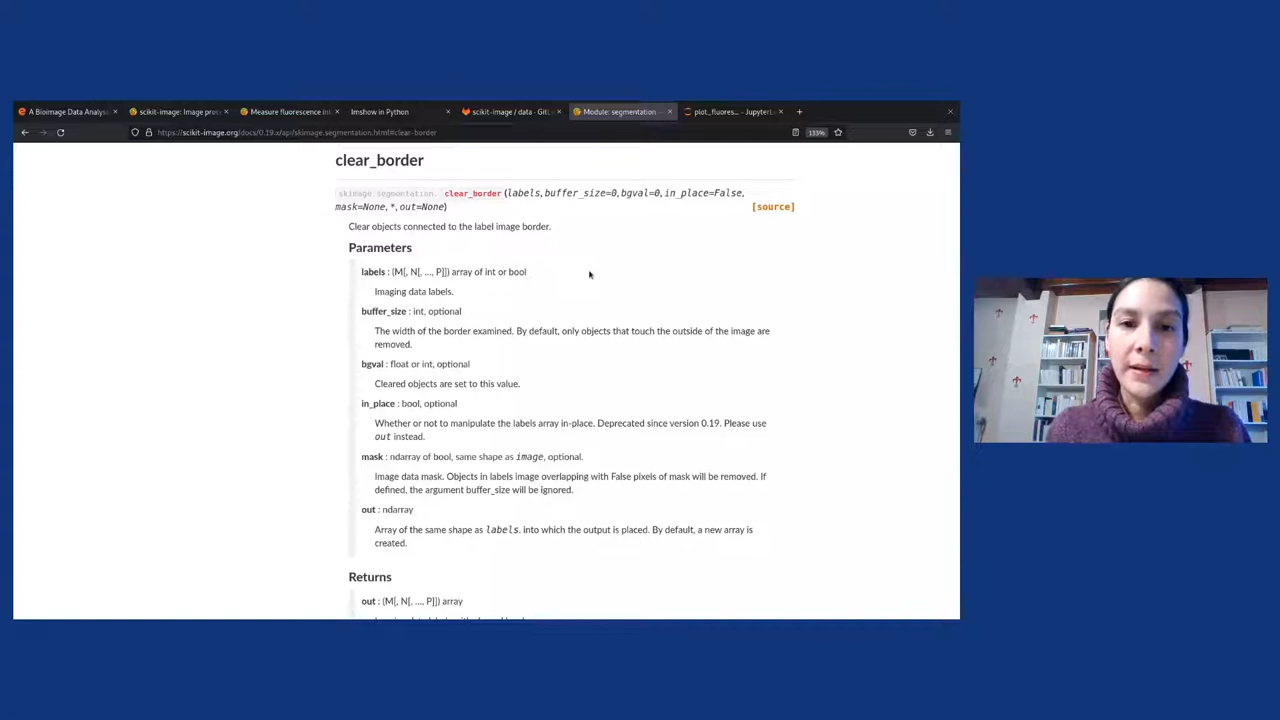 A Bioimage Data Analys
scikit-image: Image proc
Measure fluorescence in
Imshow in Python
scikit-image / data · GitL
Module: segmentation
plot_fluores... - JupyterL
https://scikit-image.org/docs/0.19.x/api/skimage.segmentation.html#clear-border
133%
clear_border
skimage.segmentation. clear_border (labels, buffer_size=0, bgval=0, in_place=False,
mask=None, *, out=None) [source]
Clear objects connected to the label image border.
Parameters
labels : (M[, N[, …, P]]) array of int or bool
Imaging data labels.
buffer_size : int, optional
The width of the border examined. By default, only objects that touch the outside of the image are
removed.
bgval : float or int, optional
Cleared objects are set to this value.
in_place : bool, optional
Whether or not to manipulate the labels array in-place. Deprecated since version 0.19. Please use
out instead.
mask : ndarray of bool, same shape as image, optional.
Image data mask. Objects in labels image overlapping with False pixels of mask will be removed. If
defined, the argument buffer_size will be ignored.
out : ndarray
Array of the same shape as labels, into which the output is placed. By default, a new array is
created.
Returns
out : (M[, N[, …, P]]) array